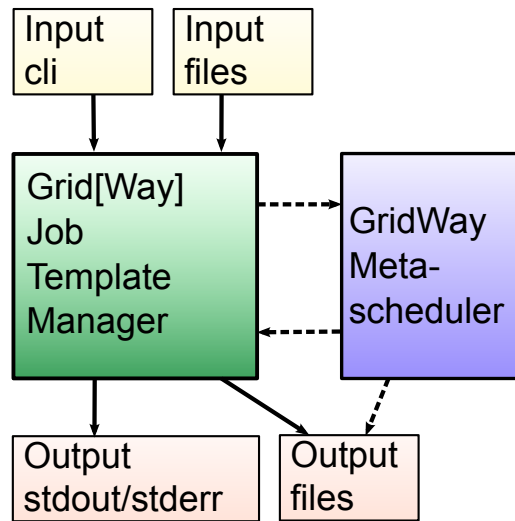 Input
cli
Input
files
Grid[Way]
Job
Template
Manager
GridWay
Meta-
scheduler
Output
stdout/stderr
Output
files